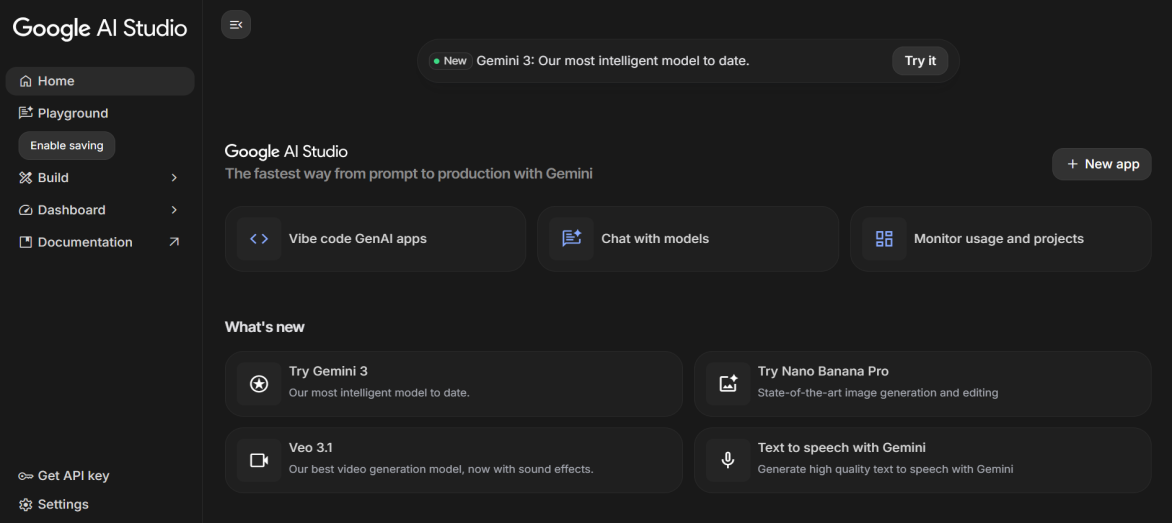 Google AI Studio
Home
Playground
Enable saving
Build
Dashboard
Documentation
Get API key
Settings
New Gemini 3: Our most intelligent model to date. Try it
Google AI Studio
The fastest way from prompt to production with Gemini
New app
Vibe code GenAI apps
Chat with models
Monitor usage and projects
What's new
Try Gemini 3
Our most intelligent model to date.
Try Nano Banana Pro
State-of-the-art image generation and editing
Veo 3.1
Our best video generation model, now with sound effects.
Text to speech with Gemini
Generate high quality text to speech with Gemini